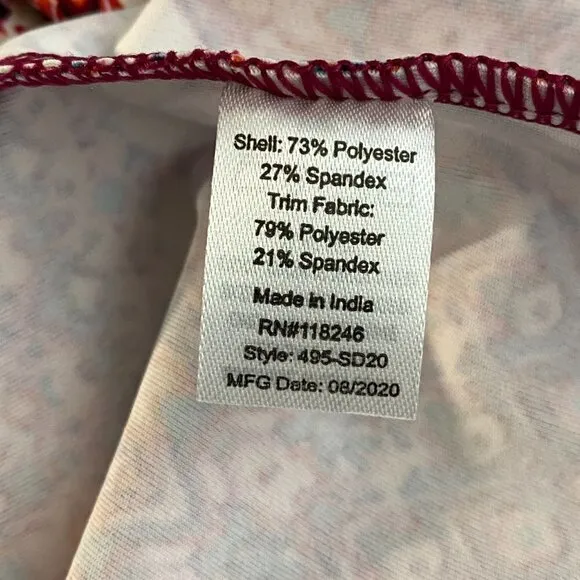 Shell: 73% Polyester
27% Spandex
Trim Fabric:
79% Polyester
21% Spandex
Made in India
RN#118246
Style: 495-SD20
MFG Date: 08/2020